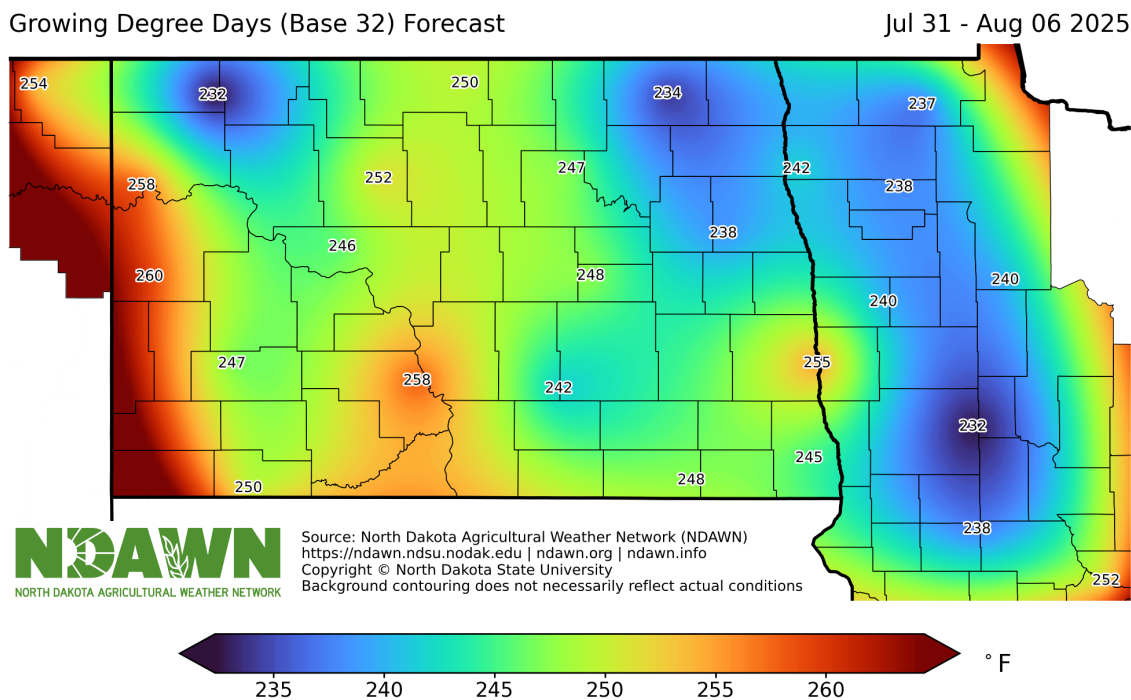 Growing Degree Days (Base 32) Forecast
Jul 31 - Aug 06 2025
254
232
250
234
237
258
252
247
242
238
246
238
260
248
240
240
247
258
242
255
232
250
248
245
238
252
NDAWN
NORTH DAKOTA AGRICULTURAL WEATHER NETWORK
Source: North Dakota Agricultural Weather Network (NDAWN)
https://ndawn.ndsu.nodak.edu | ndawn.org | ndawn.info
Copyright © North Dakota State University
Background contouring does not necessarily reflect actual conditions
235 240 245 250 255 260
°F